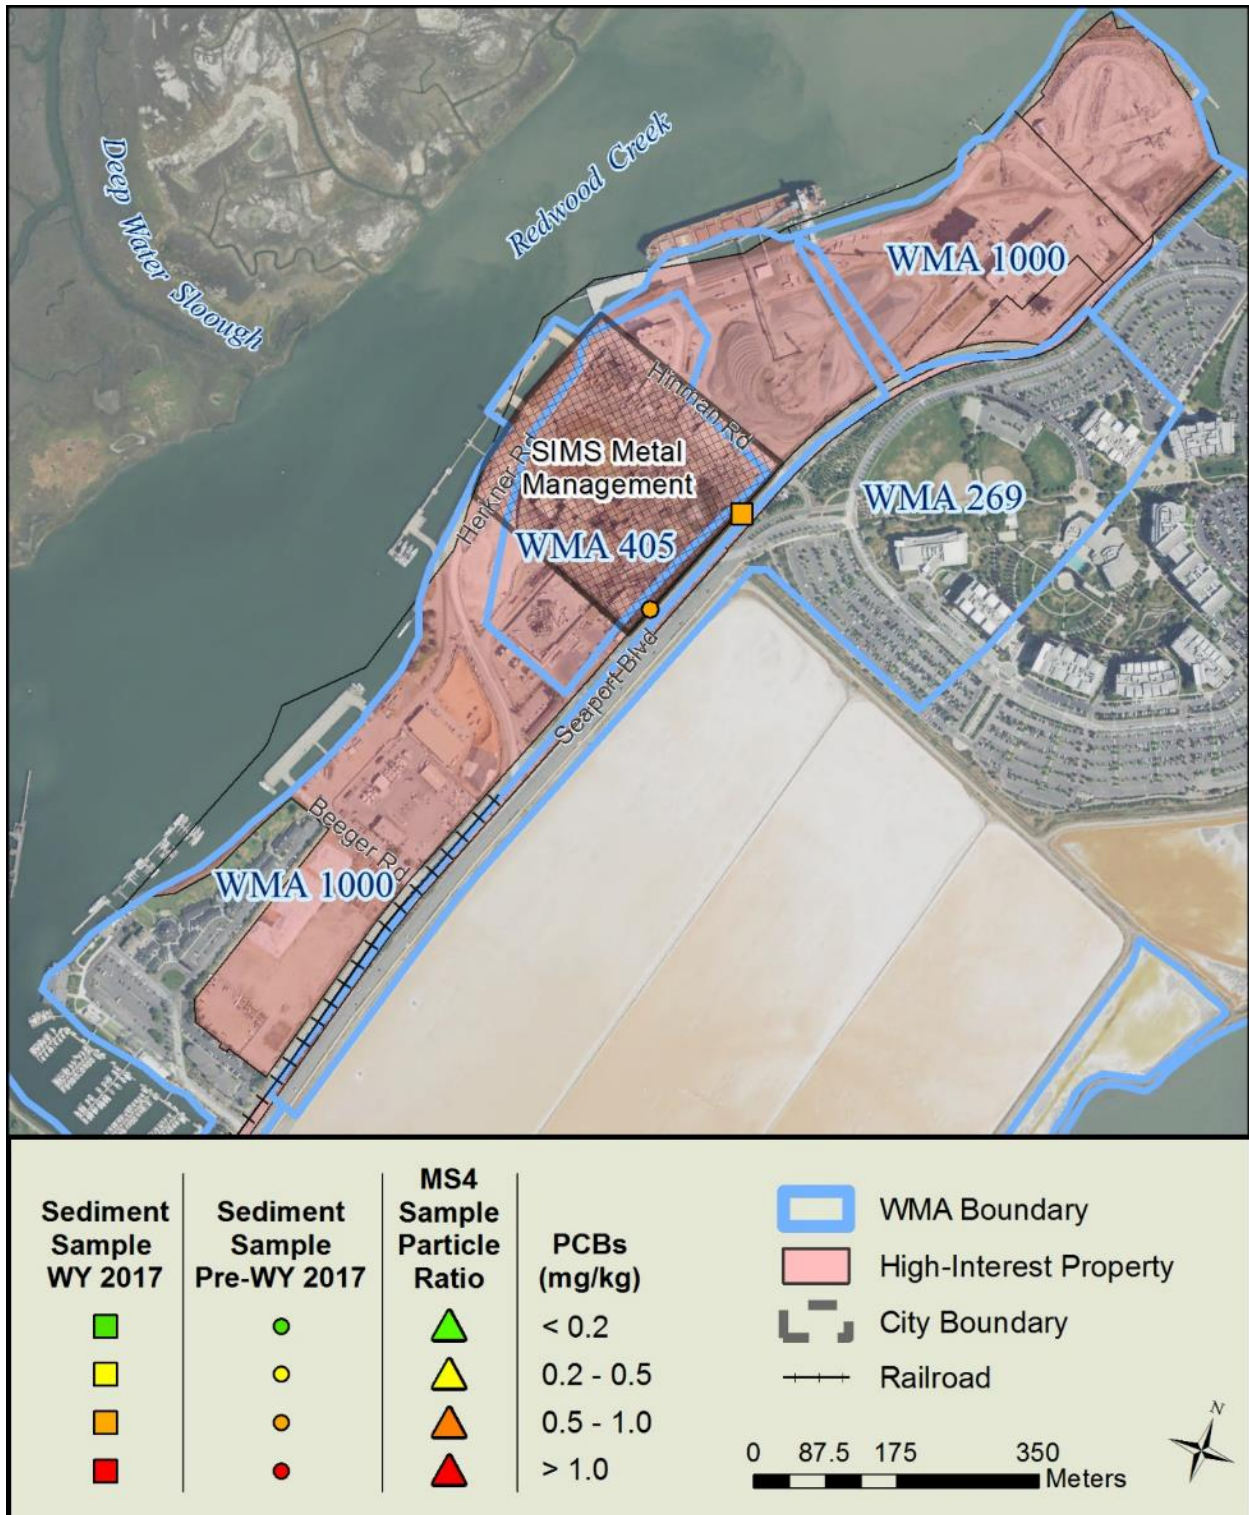 Deep Water Sloough
Redwood Creek
WMA 1000
Hinman Rd
Herkner Rd
SIMS Metal
Management
WMA 405
WMA 269
Seaport Blvd
Beeger Rd
WMA 1000
Sediment
Sample
WY 2017
Sediment
Sample
Pre-WY 2017
MS4
Sample
Particle
Ratio
PCBs
(mg/kg)
< 0.2
0.2 - 0.5
0.5 - 1.0
> 1.0
WMA Boundary
High-Interest Property
City Boundary
Railroad
N
0 87.5 175 350
Meters